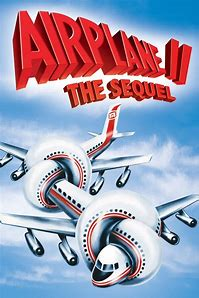 AIRPLANE II
THE SEQUEL